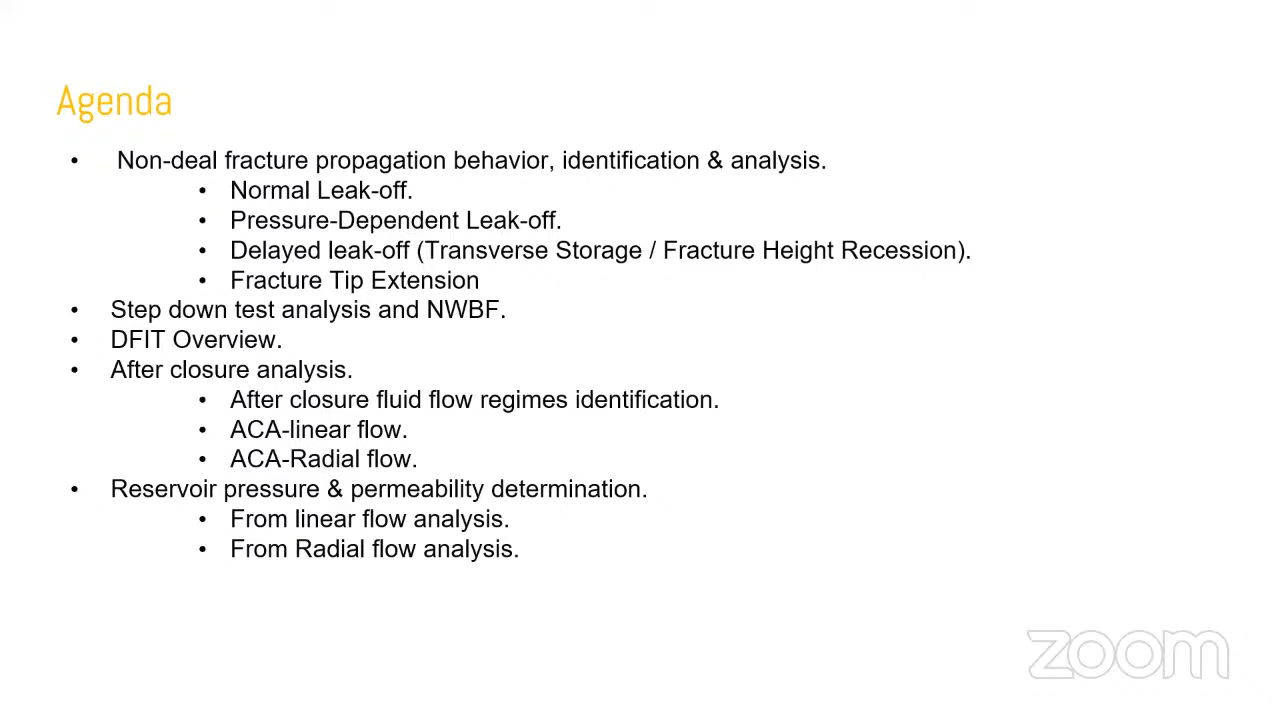 Agenda
• Non-deal fracture propagation behavior, identification & analysis.
• Normal Leak-off.
• Pressure-Dependent Leak-off.
• Delayed leak-off (Transverse Storage / Fracture Height Recession).
• Fracture Tip Extension
• Step down test analysis and NWBF.
• DFIT Overview.
• After closure analysis.
• After closure fluid flow regimes identification.
• ACA-linear flow.
• ACA-Radial flow.
• Reservoir pressure & permeability determination.
• From linear flow analysis.
• From Radial flow analysis.
zoom